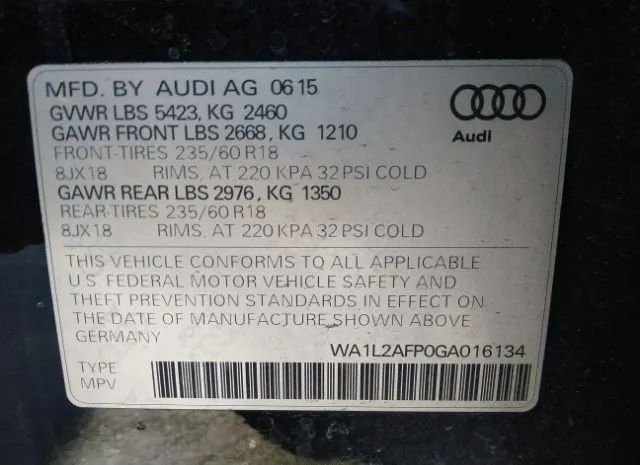 MFD. BY AUDI AG 0615
GVWR LBS 5423, KG 2460
GAWR FRONT LBS 2668, KG 1210
FRONT-TIRES 235/60 R18
8JX18 RIMS, AT 220 KPA 32 PSI COLD
GAWR REAR LBS 2976, KG 1350
REAR-TIRES 235/60 R18
8JX18 RIMS, AT 220 KPA 32 PSI COLD
Audi
THIS VEHICLE CONFORMS TO ALL APPLICABLE
U.S. FEDERAL MOTOR VEHICLE SAFETY AND
THEFT PREVENTION STANDARDS IN EFFECT ON
THE DATE OF MANUFACTURE SHOWN ABOVE.
GERMANY
WA1L2AFP0GA016134
TYPE
MPV